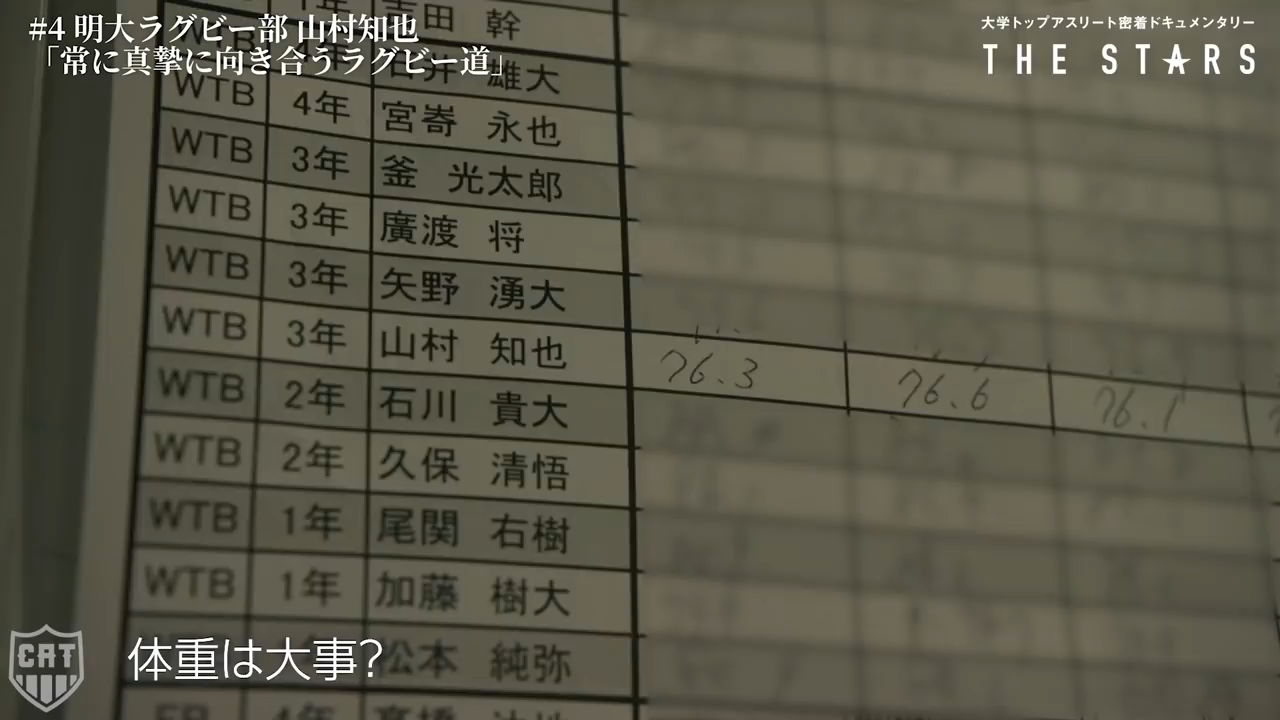 #4 明大ラグビー部 山村知也
「常に真摯に向き合うラグビー道」
大学トップアスリート密着ドキュメンタリー
THE STARS
吉田 幹
石井 雄大
WTB 4年 宮嵜 永也
WTB 3年 釜 光太郎
WTB 3年 廣渡 将
WTB 3年 矢野 湧大
WTB 3年 山村 知也 76.3 76.6 76.1
WTB 2年 石川 貴大
WTB 2年 久保 清悟
WTB 1年 尾関 右樹
WTB 1年 加藤 樹大
松本 純弥
体重は大事?
CRT